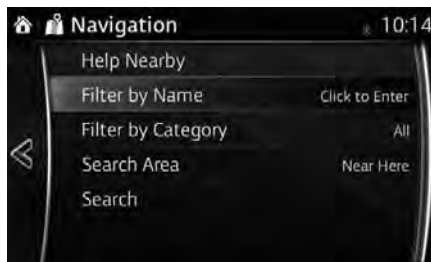 Navigation 10:14
Help Nearby
Filter by Name Click to Enter
Filter by Category All
Search Area Near Here
Search